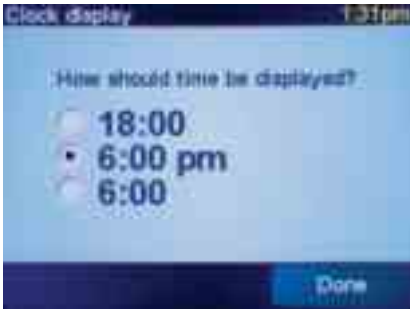 Clock display 1:31pm
How should time be displayed?
18:00
6:00 pm
6:00
Done